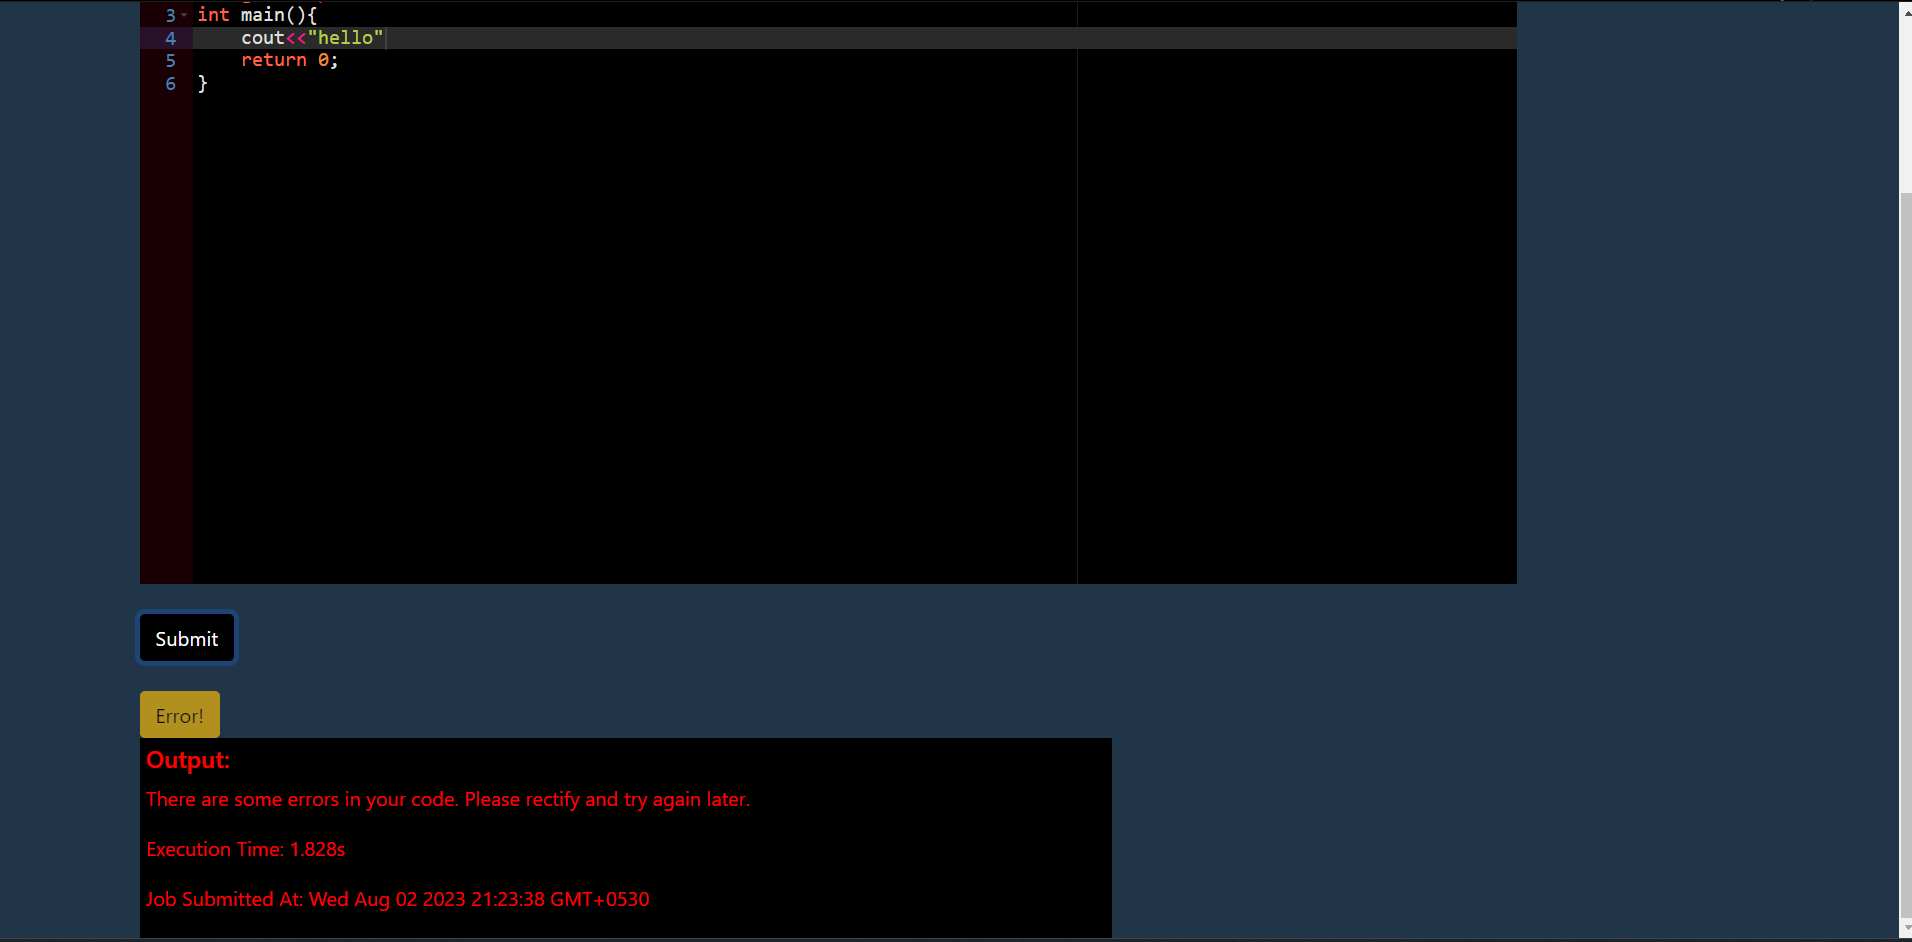 3 int main(){
4 cout<<"hello"
5 return 0;
6 }
Submit
Error!
Output:
There are some errors in your code. Please rectify and try again later.
Execution Time: 1.828s
Job Submitted At: Wed Aug 02 2023 21:23:38 GMT+0530